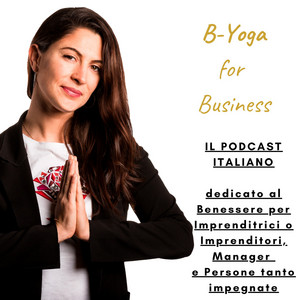 B-Yoga
for
Business
IL PODCAST
ITALIANO
dedicato al
Benessere per
Imprenditrici o
Imprenditori,
Manager
e Persone tanto
impegnate